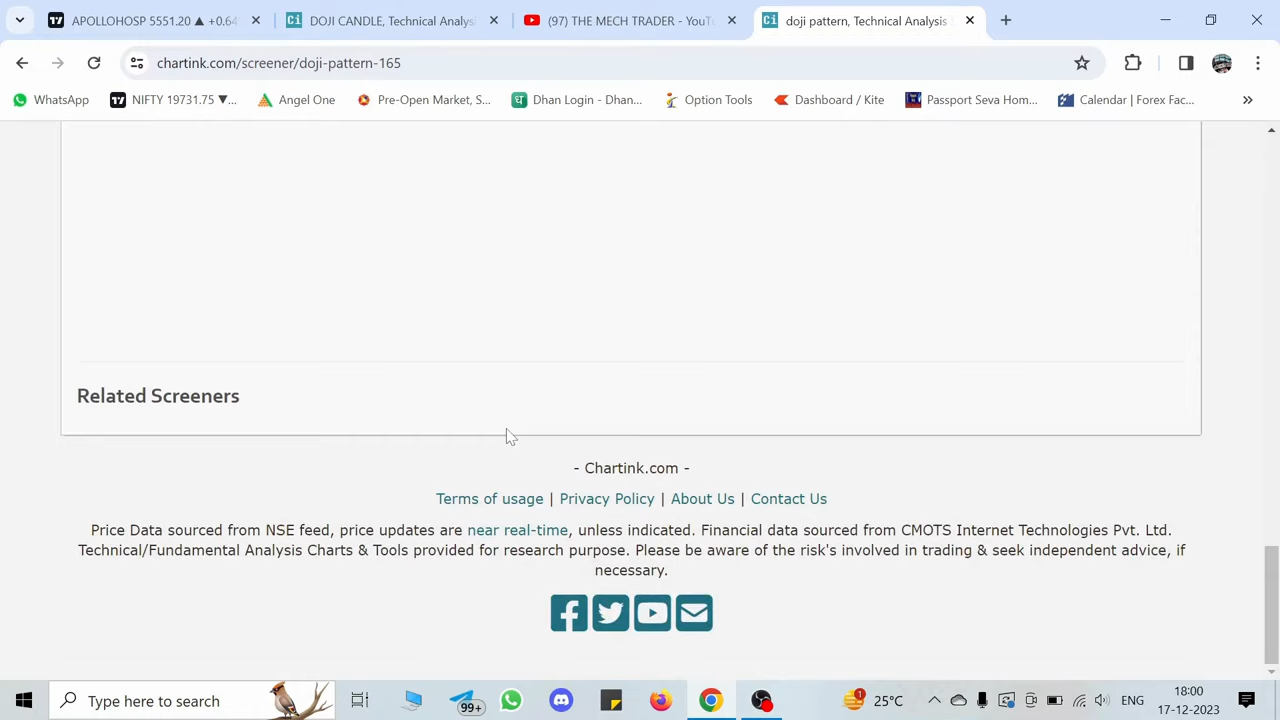 APOLLOHOSP 5551.20 ▲ +0.64
DOJI CANDLE, Technical Analys
(97) THE MECH TRADER - YouT
doji pattern, Technical Analysis
chartink.com/screener/doji-pattern-165
WhatsApp
NIFTY 19731.75 ▼...
Angel One
Pre-Open Market, S...
Dhan Login - Dhan...
Option Tools
Dashboard / Kite
Passport Seva Hom...
Calendar | Forex Fac...
Related Screeners
- Chartink.com -
Terms of usage | Privacy Policy | About Us | Contact Us
Price Data sourced from NSE feed, price updates are near real-time, unless indicated. Financial data sourced from CMOTS Internet Technologies Pvt. Ltd.
Technical/Fundamental Analysis Charts & Tools provided for research purpose. Please be aware of the risk's involved in trading & seek independent advice, if
necessary.
Type here to search
99+
1
25°C
ENG
18:00
17-12-2023